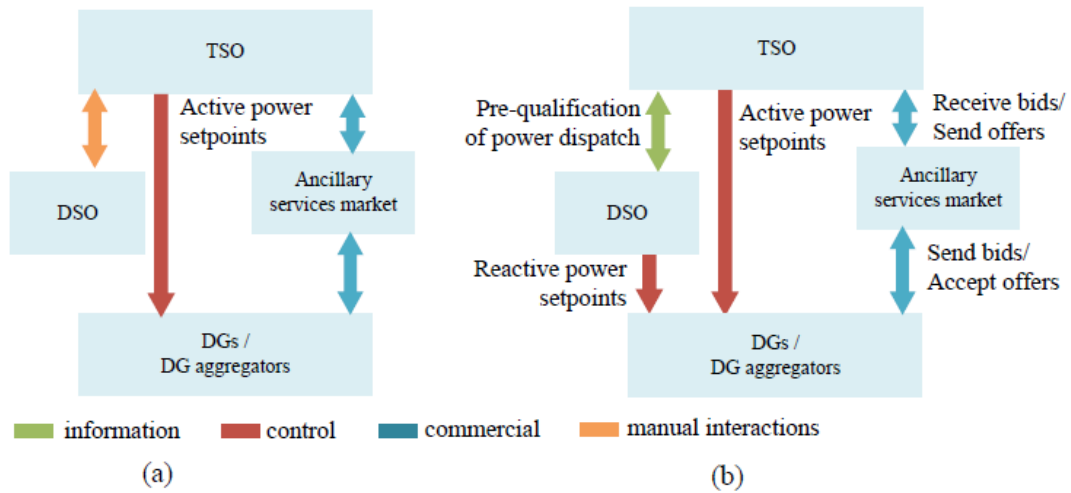 TSO
Active power
setpoints
DSO
Ancillary
services market
DGs /
DG aggregators
TSO
Pre-qualification
of power dispatch
Active power
setpoints
Receive bids/
Send offers
Ancillary
services market
DSO
Reactive power
setpoints
Send bids/
Accept offers
DGs /
DG aggregators
information
control
commercial
manual interactions
(a)
(b)